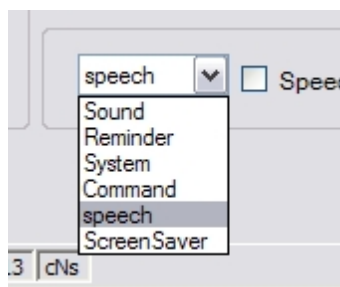 speech Speec
Sound
Reminder
System
Command
speech
ScreenSaver
.3 cNs